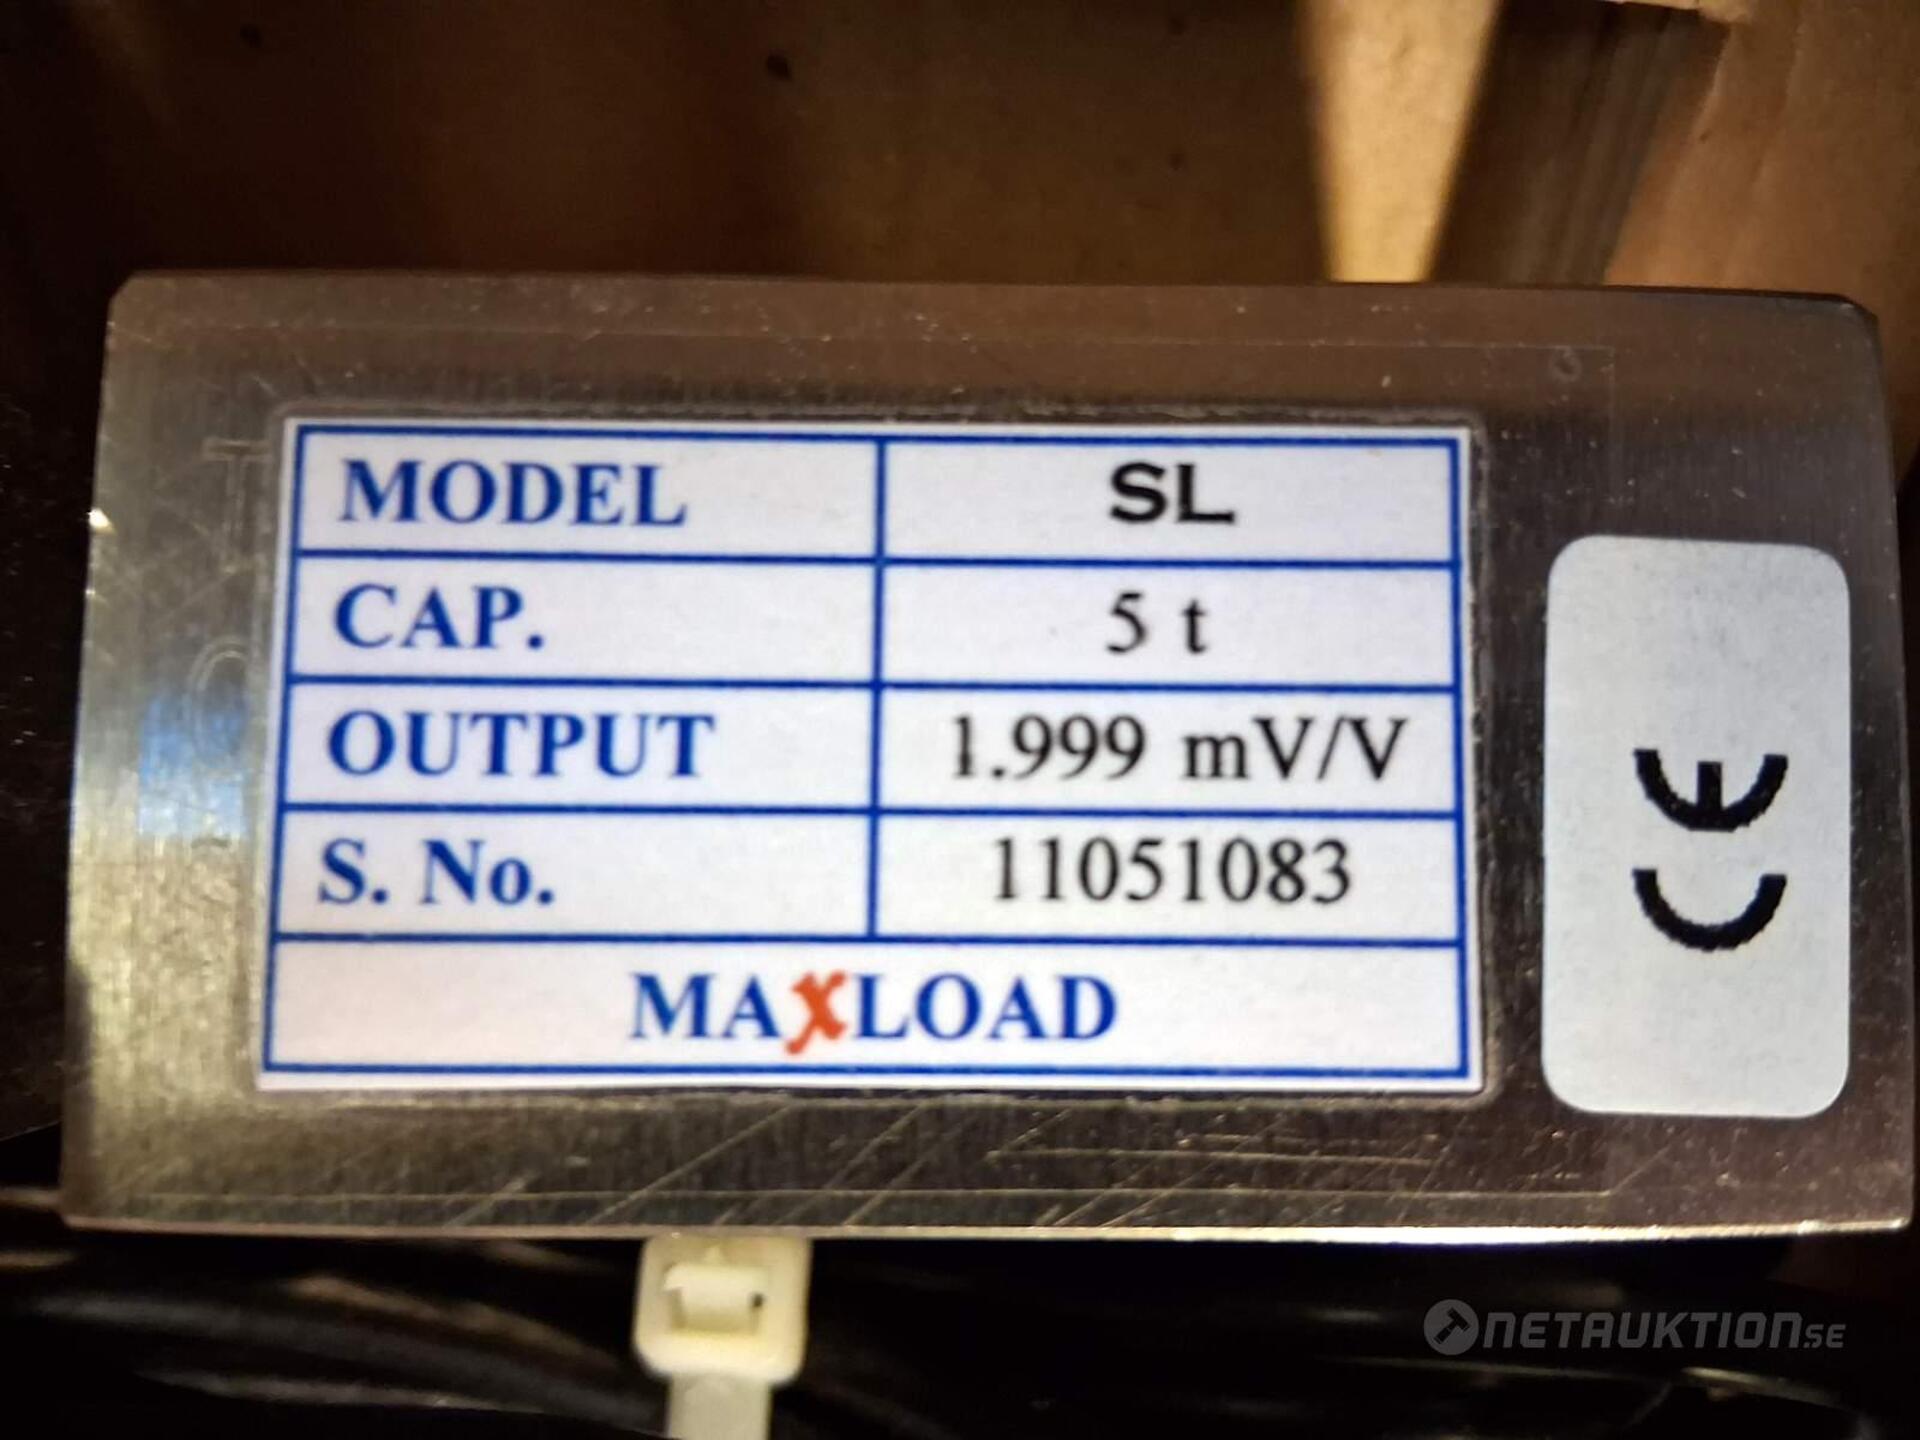 MODEL SL
CAP. 5 t
OUTPUT 1.999 mV/V
S. No. 11051083
MAXLOAD
CE
NETAUKTION.SE